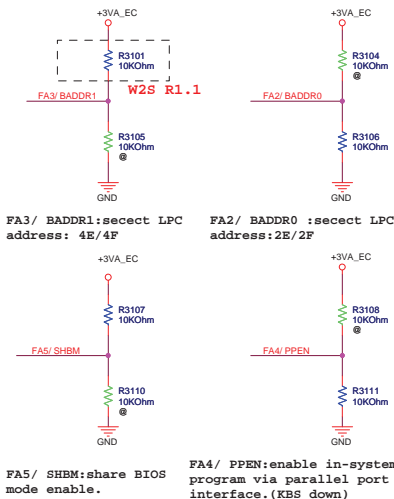 +3VA_EC
R3101
10KOhm
W2S R1.1
FA3/ BADDR1
R3105
10KOhm
@
GND
FA3/ BADDR1:secect LPC
address: 4E/4F
+3VA_EC
R3104
10KOhm
@
FA2/ BADDR0
R3106
10KOhm
GND
FA2/ BADDR0 :secect LPC
address:2E/2F
+3VA_EC
R3107
10KOhm
FA5/ SHBM
R3110
10KOhm
@
GND
FA5/ SHBM:share BIOS
mode enable.
+3VA_EC
R3108
10KOhm
@
FA4/ PPEN
R3111
10KOhm
GND
FA4/ PPEN:enable in-system
program via parallel port
interface.(KBS down)